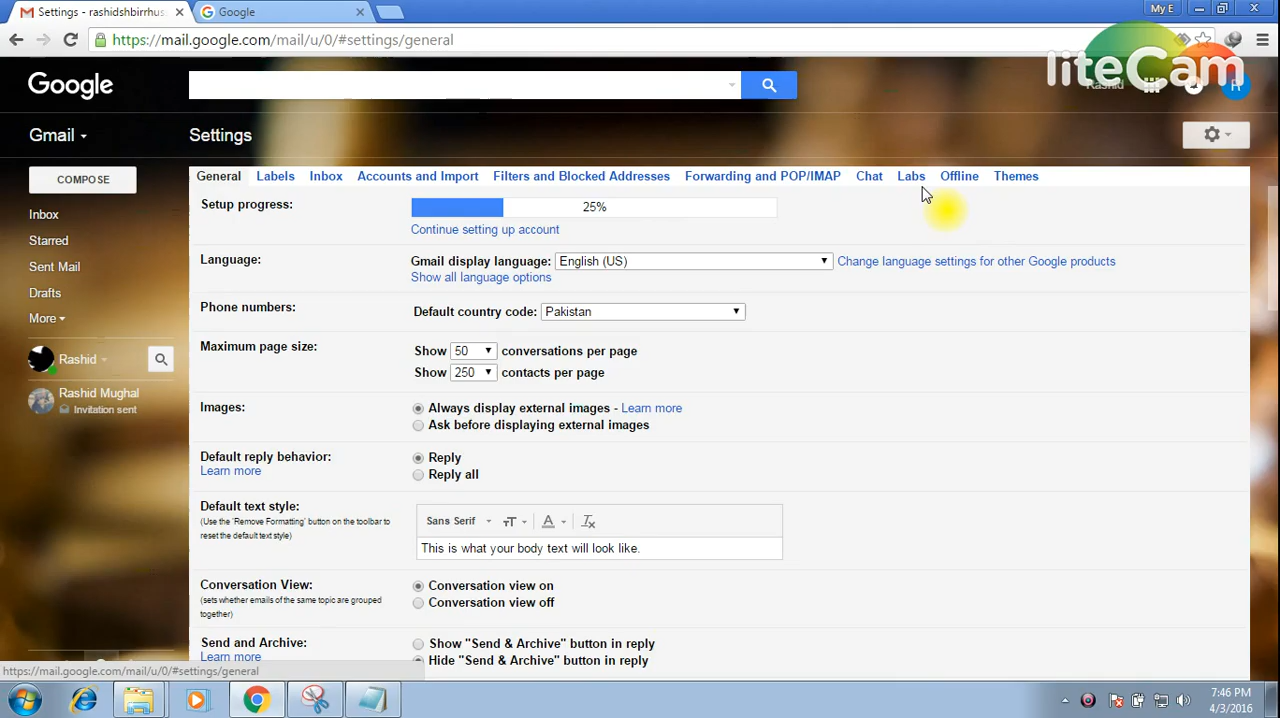 Settings - rashidshbirrhus
Google
My E
https://mail.google.com/mail/u/0/#settings/general
liteCam
Google
Rashid
Gmail
Settings
COMPOSE
General Labels Inbox Accounts and Import Filters and Blocked Addresses Forwarding and POP/IMAP Chat Labs Offline Themes
Inbox
Starred
Sent Mail
Drafts
More
Rashid
Rashid Mughal
Invitation sent
Setup progress:
25%
Continue setting up account
Language:
Gmail display language: English (US) Change language settings for other Google products
Show all language options
Phone numbers:
Default country code: Pakistan
Maximum page size:
Show 50 conversations per page
Show 250 contacts per page
Images:
Always display external images - Learn more
Ask before displaying external images
Default reply behavior:
Learn more
Reply
Reply all
Default text style:
(Use the 'Remove Formatting' button on the toolbar to
reset the default text style)
Sans Serif
This is what your body text will look like.
Conversation View:
(sets whether emails of the same topic are grouped
together)
Conversation view on
Conversation view off
Send and Archive:
Learn more
Show "Send & Archive" button in reply
Hide "Send & Archive" button in reply
https://mail.google.com/mail/u/0/#settings/general
7:46 PM
4/3/2016